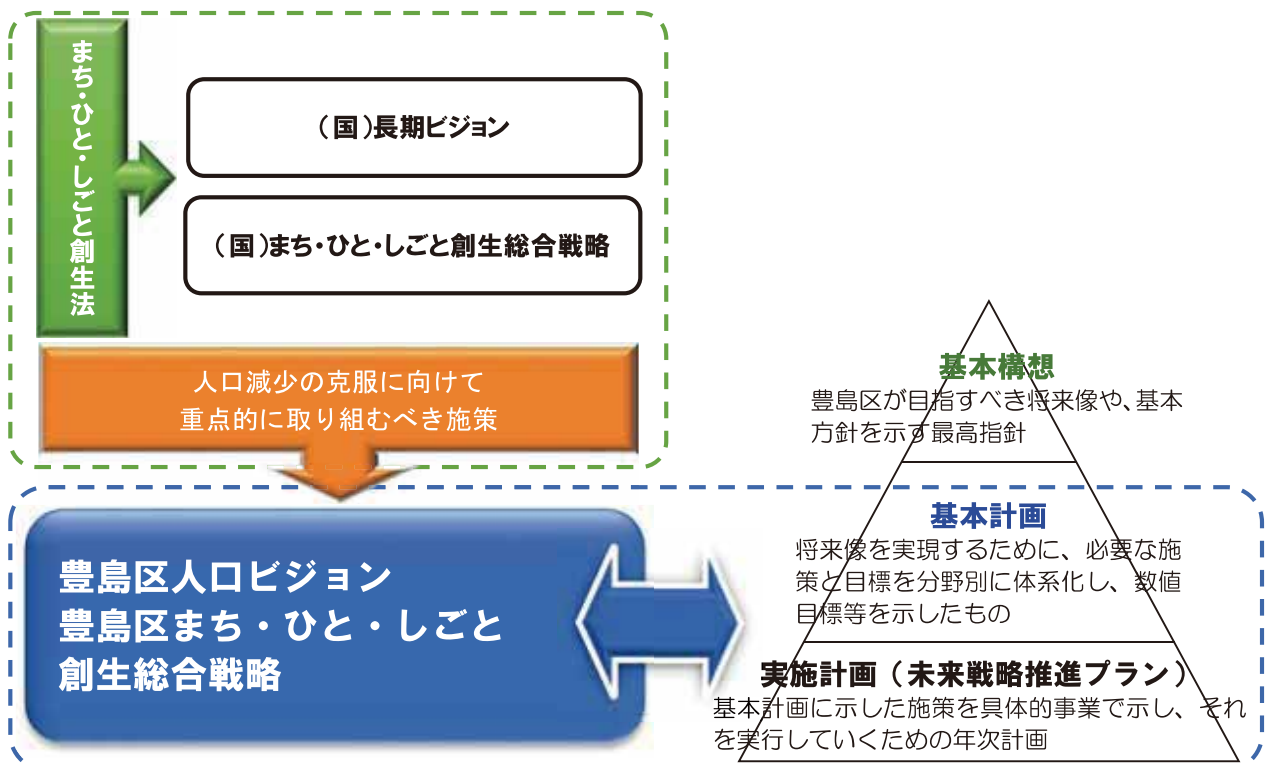 まち・ひと・しごと創生法
（国）長期ビジョン
（国）まち・ひと・しごと創生総合戦略
人口減少の克服に向けて
重点的に取り組むべき施策
豊島区人口ビジョン
豊島区まち・ひと・しごと
創生総合戦略
基本構想
豊島区が目指すべき将来像や、基本
方針を示す最高指針
基本計画
将来像を実現するために、必要な施
策と目標を分野別に体系化し、数値
目標等を示したもの
実施計画（未来戦略推進プラン）
基本計画に示した施策を具体的事業で示し、それ
を実行していくための年次計画